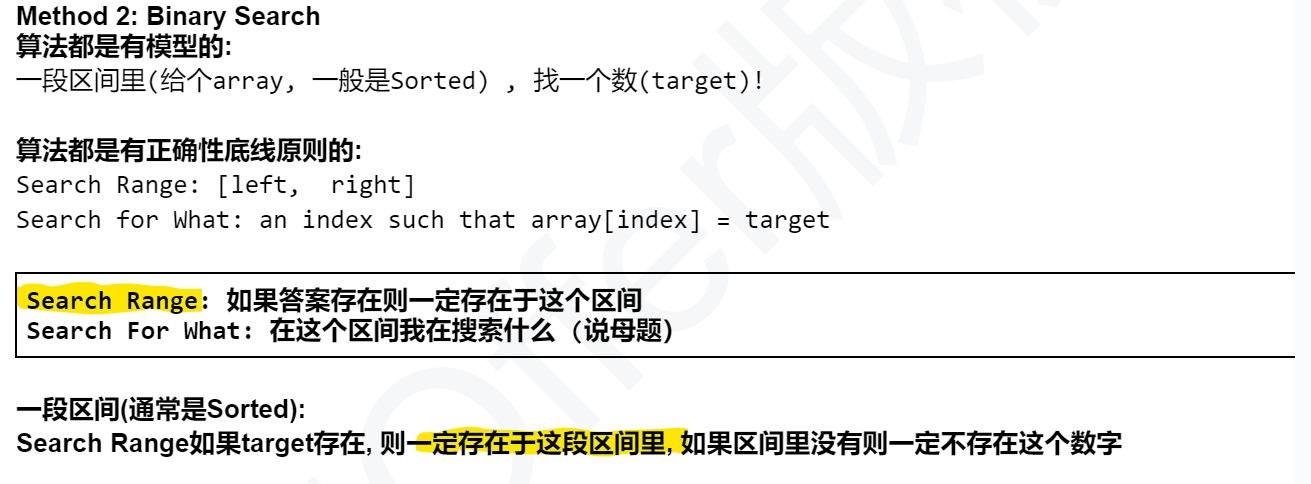 Method 2: Binary Search
算法都是有模型的:
一段区间里(给个array, 一般是Sorted) , 找一个数(target)!
算法都是有正确性底线原则的:
Search Range: [left, right]
Search for What: an index such that array[index] = target
Search Range: 如果答案存在则一定存在于这个区间
Search For What: 在这个区间我在搜索什么（说母题）
一段区间(通常是Sorted):
Search Range如果target存在, 则一定存在于这段区间里, 如果区间里没有则一定不存在这个数字
Offer版